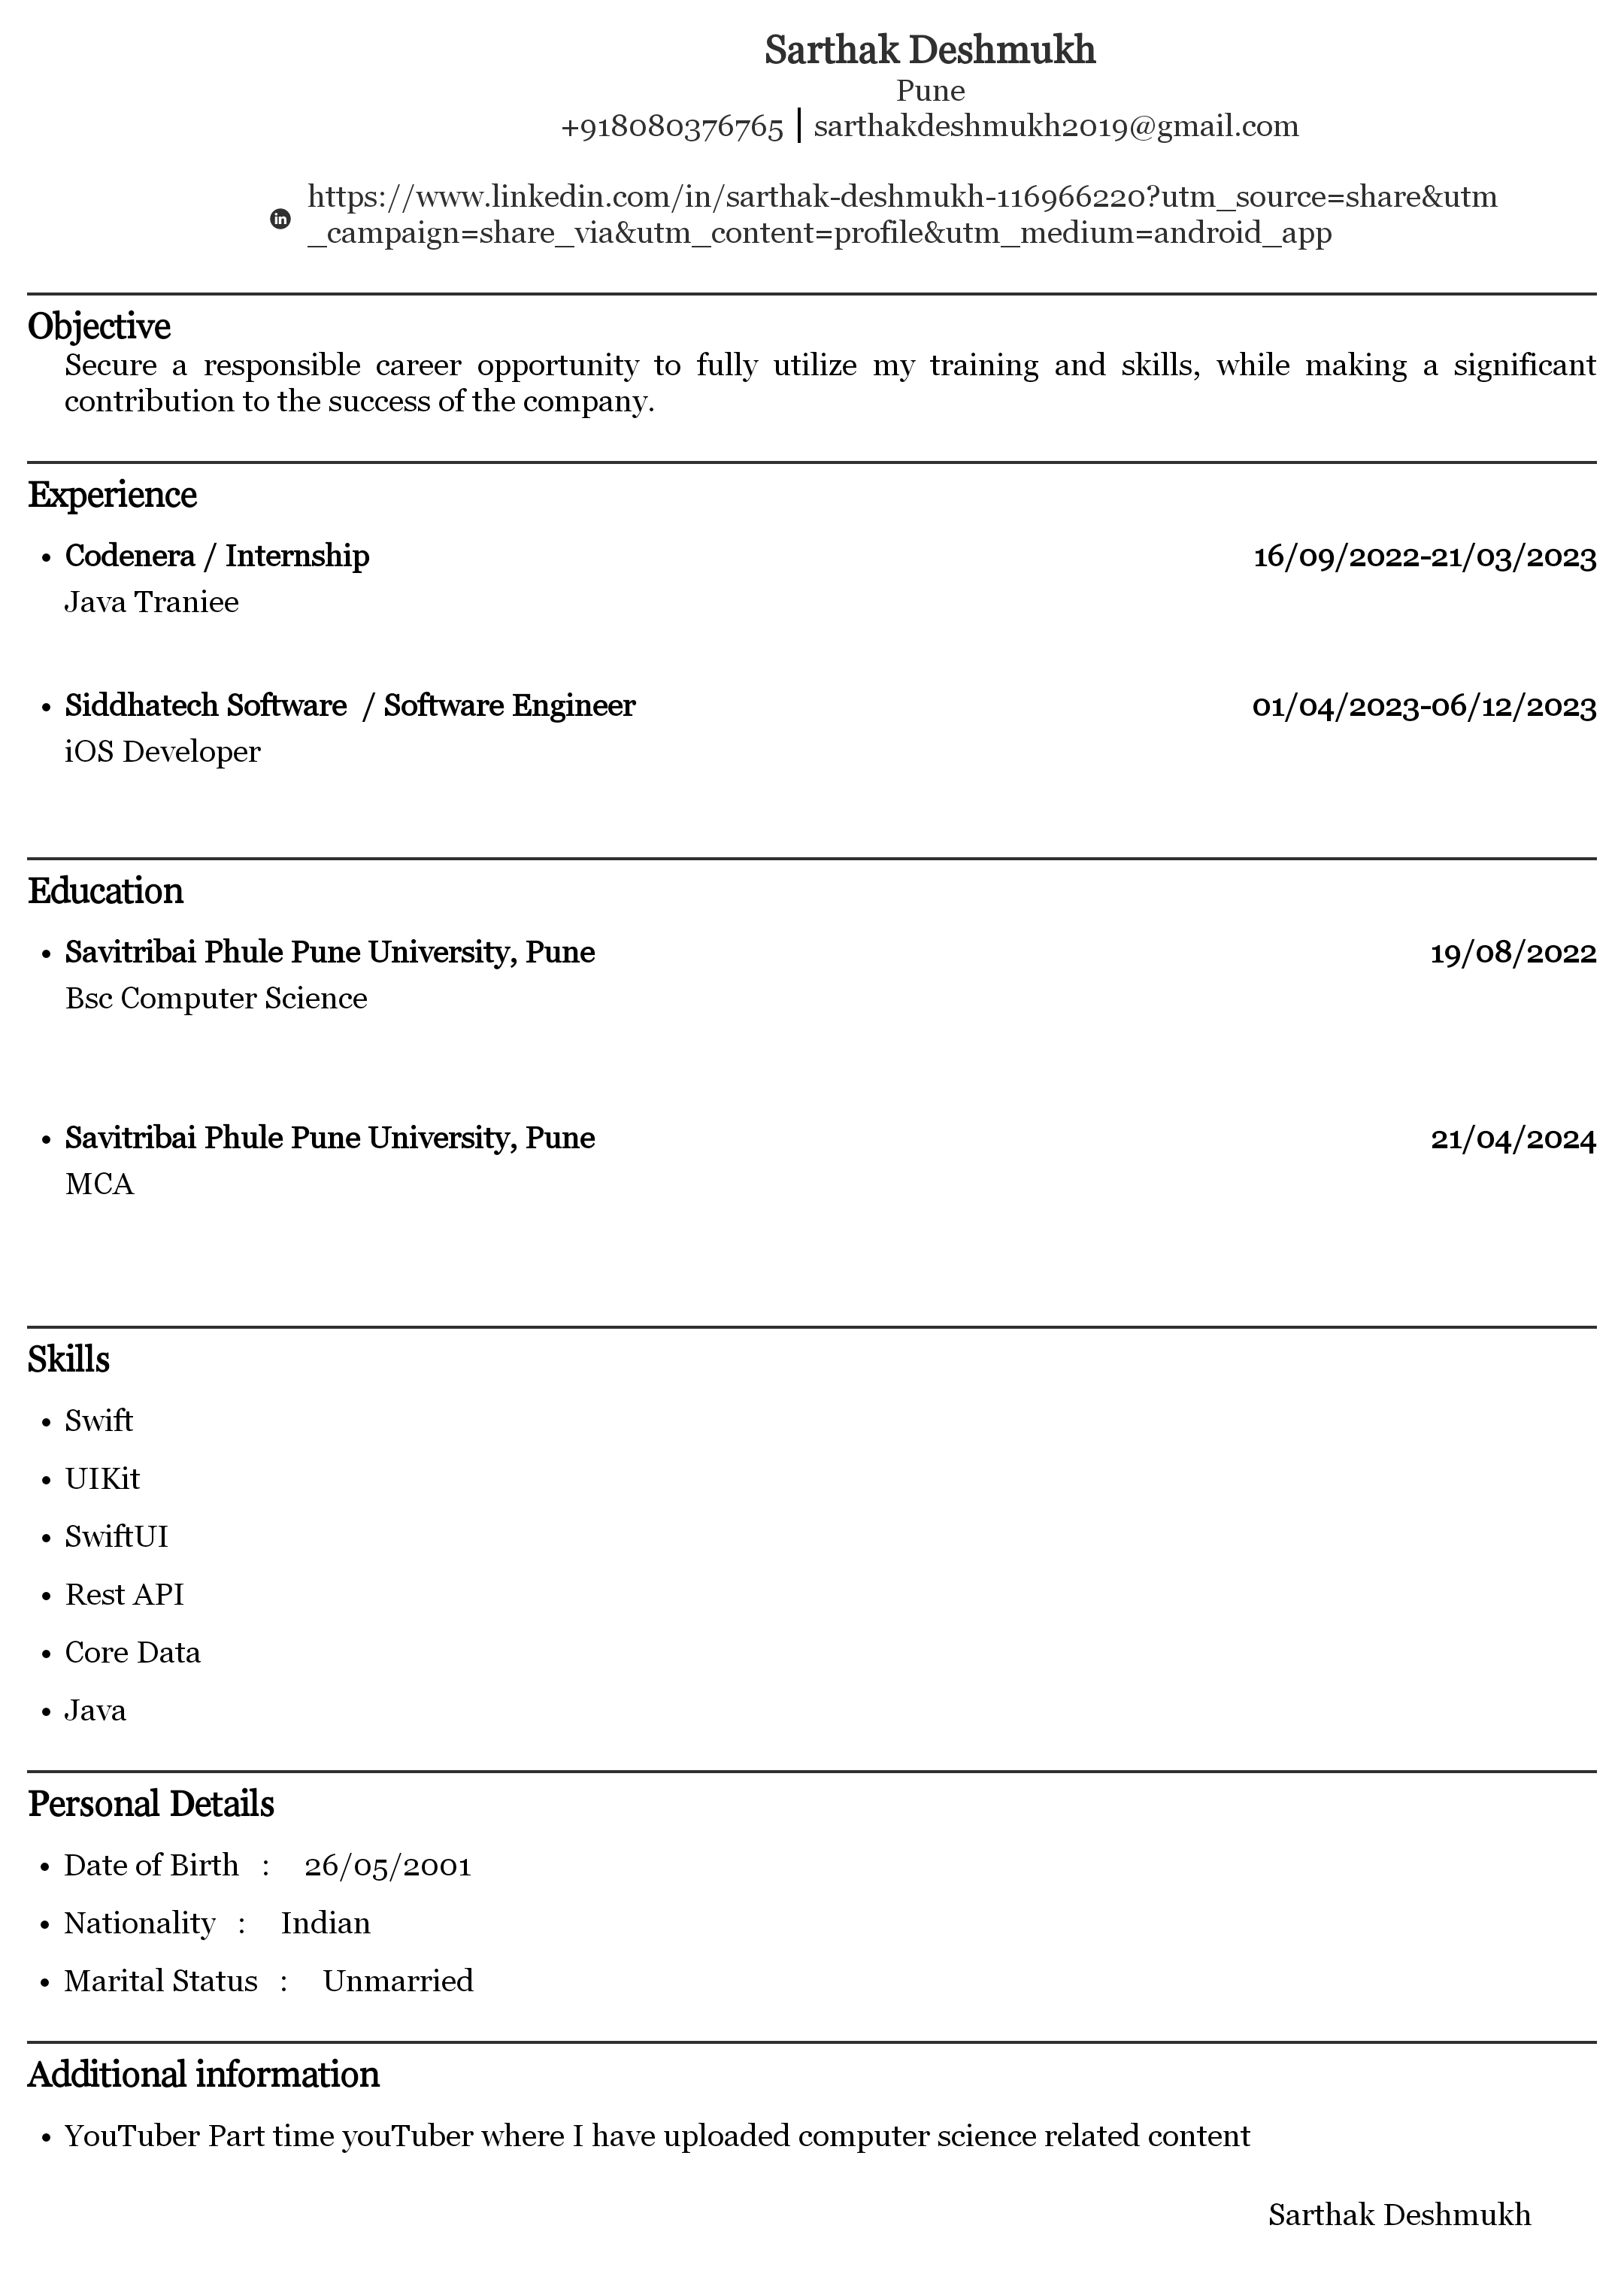 Sarthak Deshmukh
Pune
+918080376765 | sarthakdeshmukh2019@gmail.com
https://www.linkedin.com/in/sarthak-deshmukh-116966220?utm_source=share&utm
_campaign=share_via&utm_content=profile&utm_medium=android_app
Objective
Secure a responsible career opportunity to fully utilize my training and skills, while making a significant
contribution to the success of the company.
Experience
• Codenera / Internship 16/09/2022-21/03/2023
Java Traniee
• Siddhatech Software / Software Engineer 01/04/2023-06/12/2023
iOS Developer
Education
• Savitribai Phule Pune University, Pune 19/08/2022
Bsc Computer Science
• Savitribai Phule Pune University, Pune 21/04/2024
MCA
Skills
• Swift
• UIKit
• SwiftUI
• Rest API
• Core Data
• Java
Personal Details
• Date of Birth : 26/05/2001
• Nationality : Indian
• Marital Status : Unmarried
Additional information
• YouTuber Part time youTuber where I have uploaded computer science related content
Sarthak Deshmukh